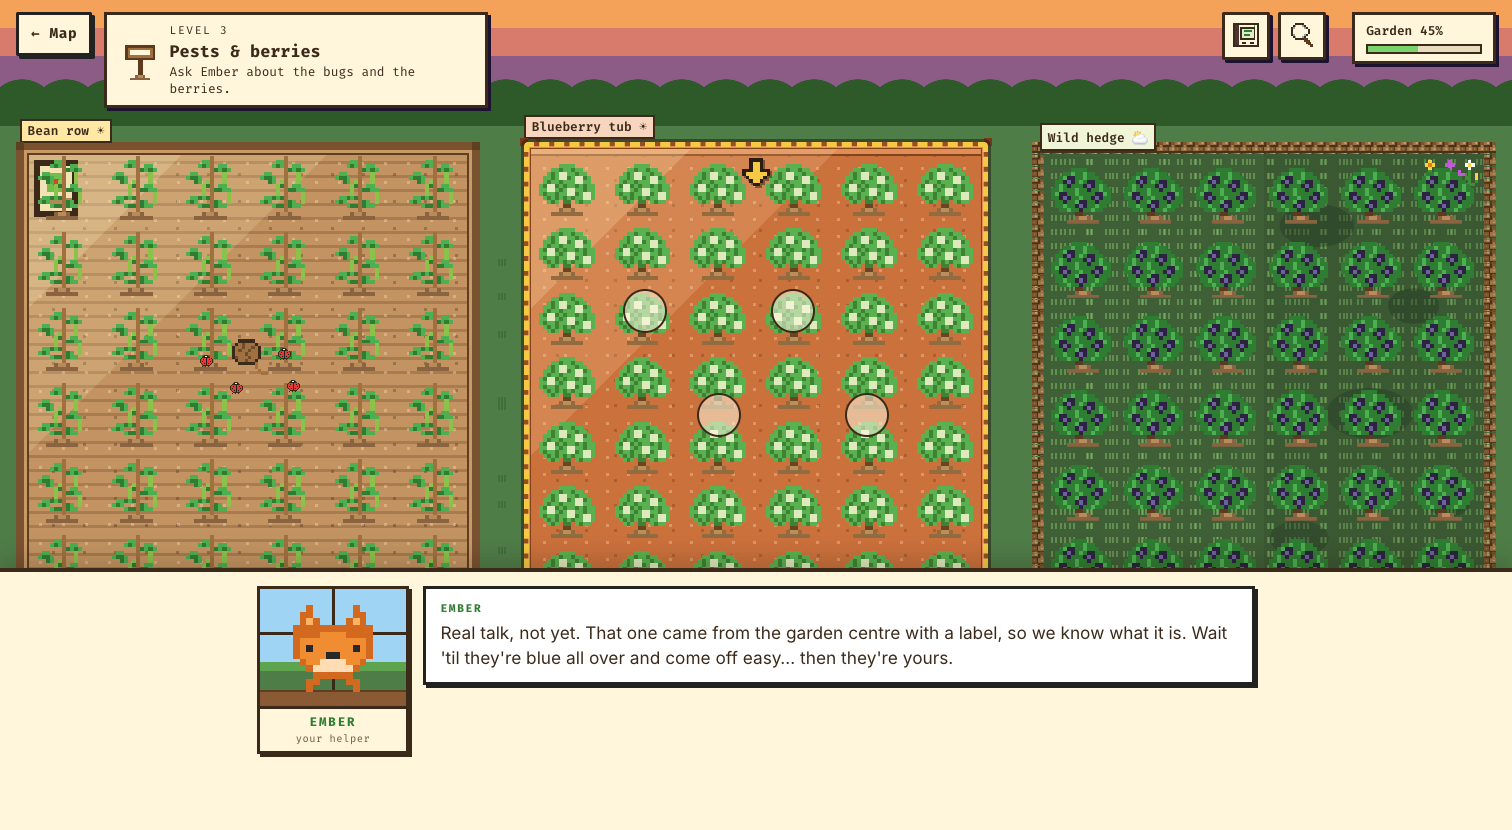 ← Map
LEVEL 3
Pests & berries
Ask Ember about the bugs and the
berries.
Garden 45%
Bean row ☀
Blueberry tub ☀
Wild hedge ⛅
EMBER
Real talk, not yet. That one came from the garden centre with a label, so we know what it is. Wait
'til they're blue all over and come off easy... then they're yours.
EMBER
your helper